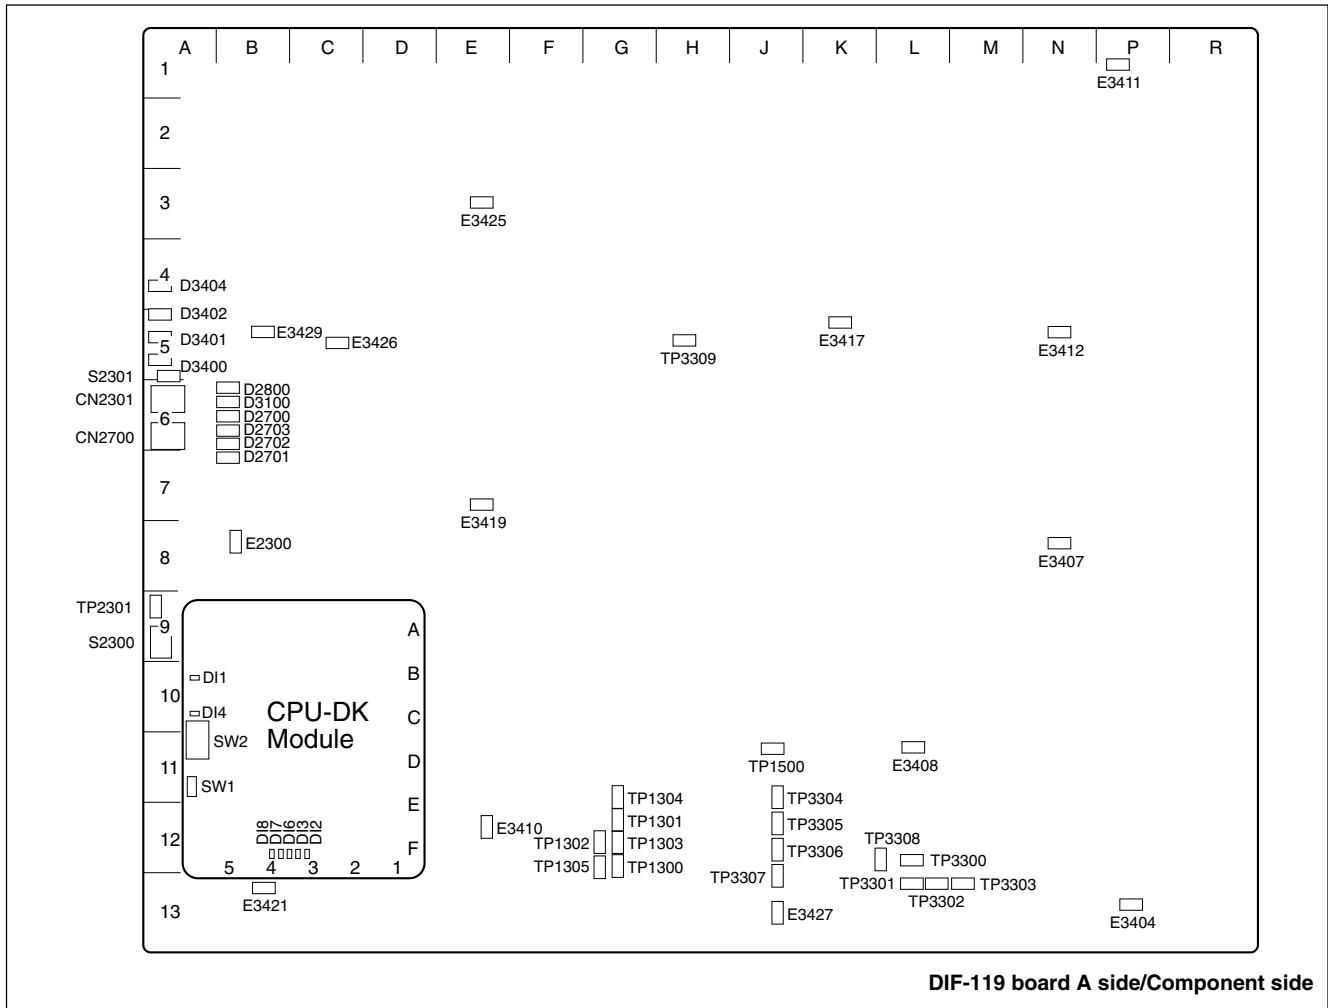 A B C D E F G H J K L M N P R
1
E3411
2
3
E3425
4
D3404
D3402
D3401
E3429
E3426
5
D3400
TP3309
E3417
E3412
S2301
CN2301
D2800
D3100
6
D2700
D2703
CN2700
D2702
D2701
7
E3419
8
E2300
E3407
TP2301
9
S2300
A
B
DI1
10
C
DI4
CPU-DK
Module
SW2
11
D
TP1500
E3408
SW1
E
TP1304
TP3304
TP1301
TP3305
DI8
DI7
DI6
DI3
DI2
12
F
E3410
TP1302
TP1303
TP3306
TP3308
TP3300
5 4 3 2 1
TP1305
TP1300
TP3307
TP3301
TP3302
TP3303
E3421
13
E3427
E3404
DIF-119 board A side/Component side